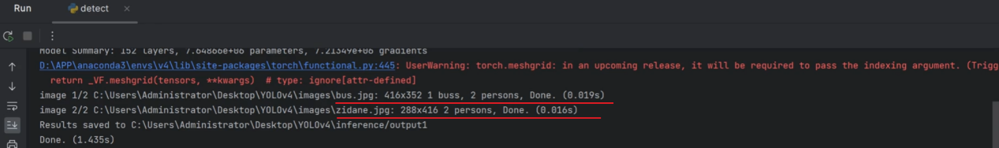 Run
detect
Model Summary: 152 layers, 7.64866e+06 parameters, 7.21349e+06 gradients
D:\APP\anaconda3\envs\v4\lib\site-packages\torch\functional.py:445: UserWarning: torch.meshgrid: in an upcoming release, it will be required to pass the indexing argument. (Trigg
return _VF.meshgrid(tensors, **kwargs)  # type: ignore[attr-defined]
image 1/2 C:\Users\Administrator\Desktop\YOLOv4\images\bus.jpg: 416x352 1 buss, 2 persons, Done. (0.019s)
image 2/2 C:\Users\Administrator\Desktop\YOLOv4\images\zidane.jpg: 288x416 2 persons, Done. (0.016s)
Results saved to C:\Users\Administrator\Desktop\YOLOv4\inference/output1
Done. (1.435s)